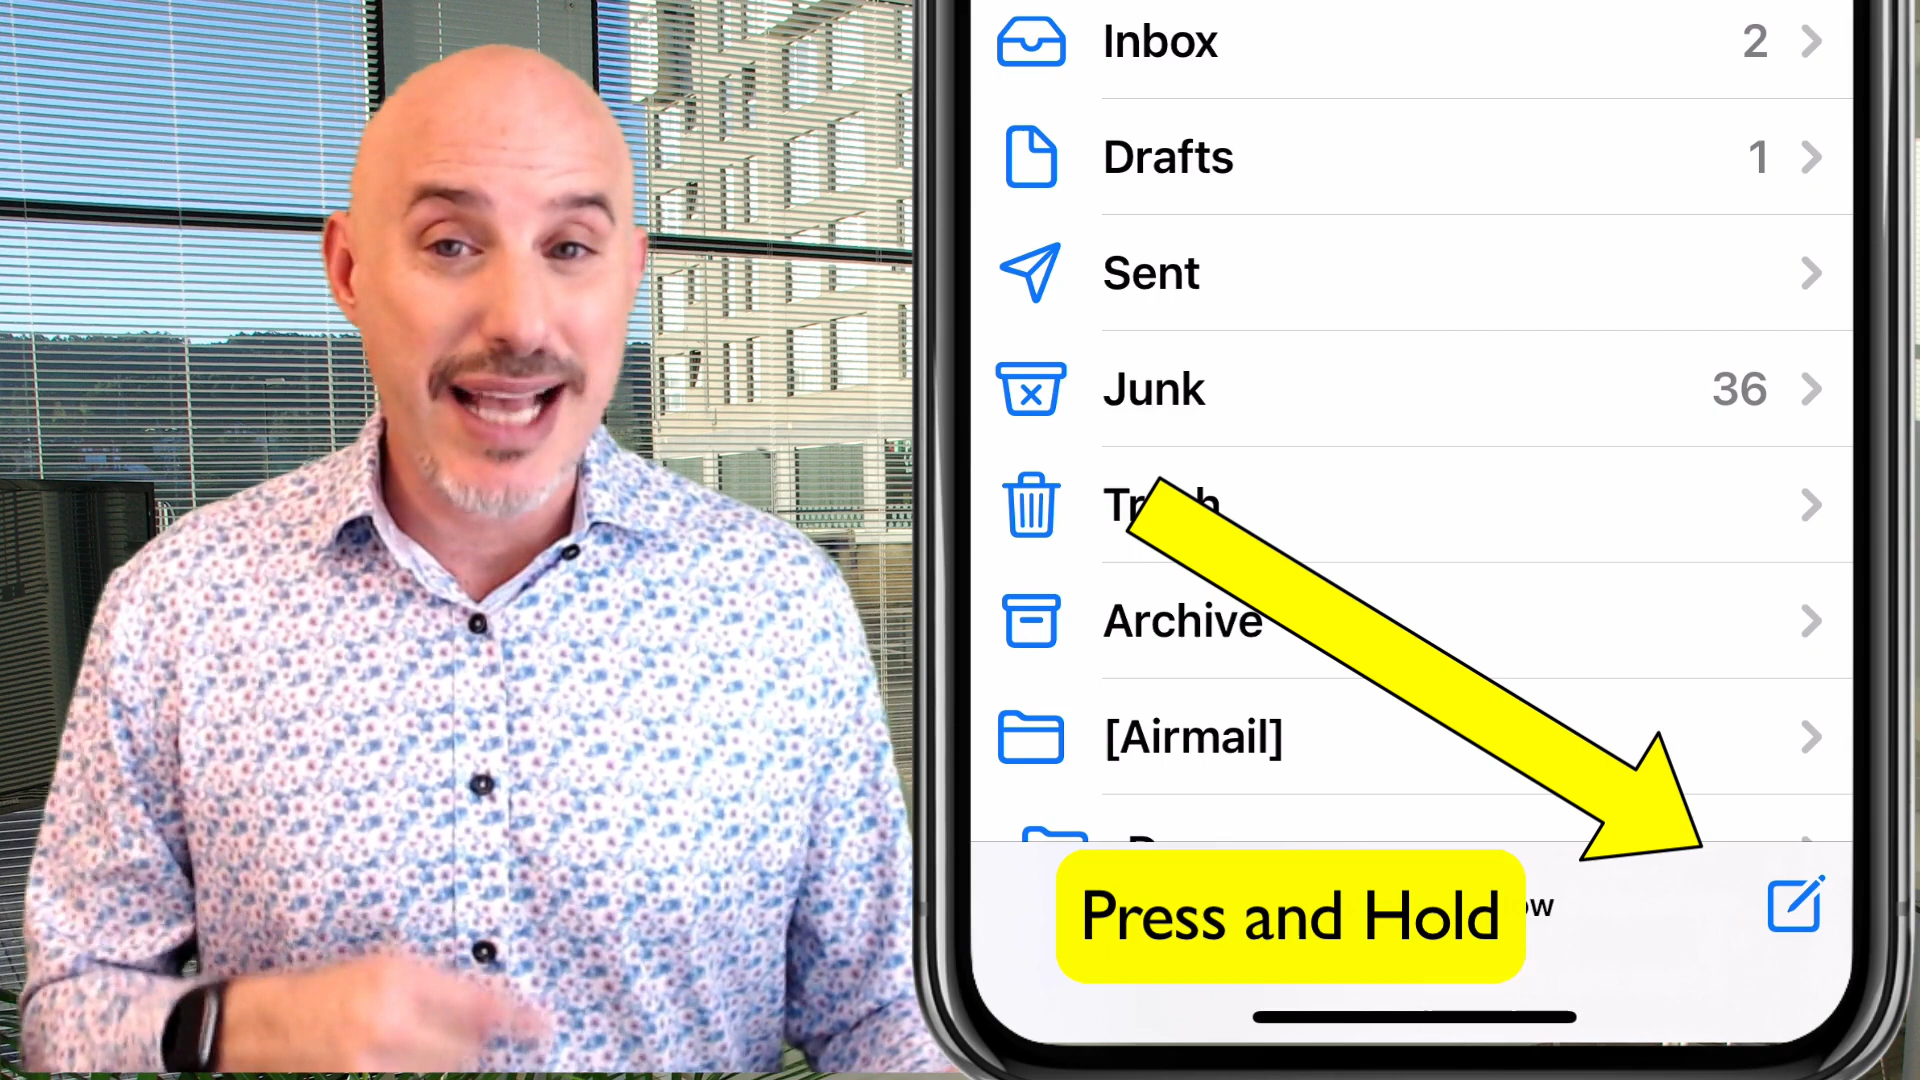 Inbox 2
Drafts 1
Sent
Junk 36
Archive
[Airmail]
Press and Hold